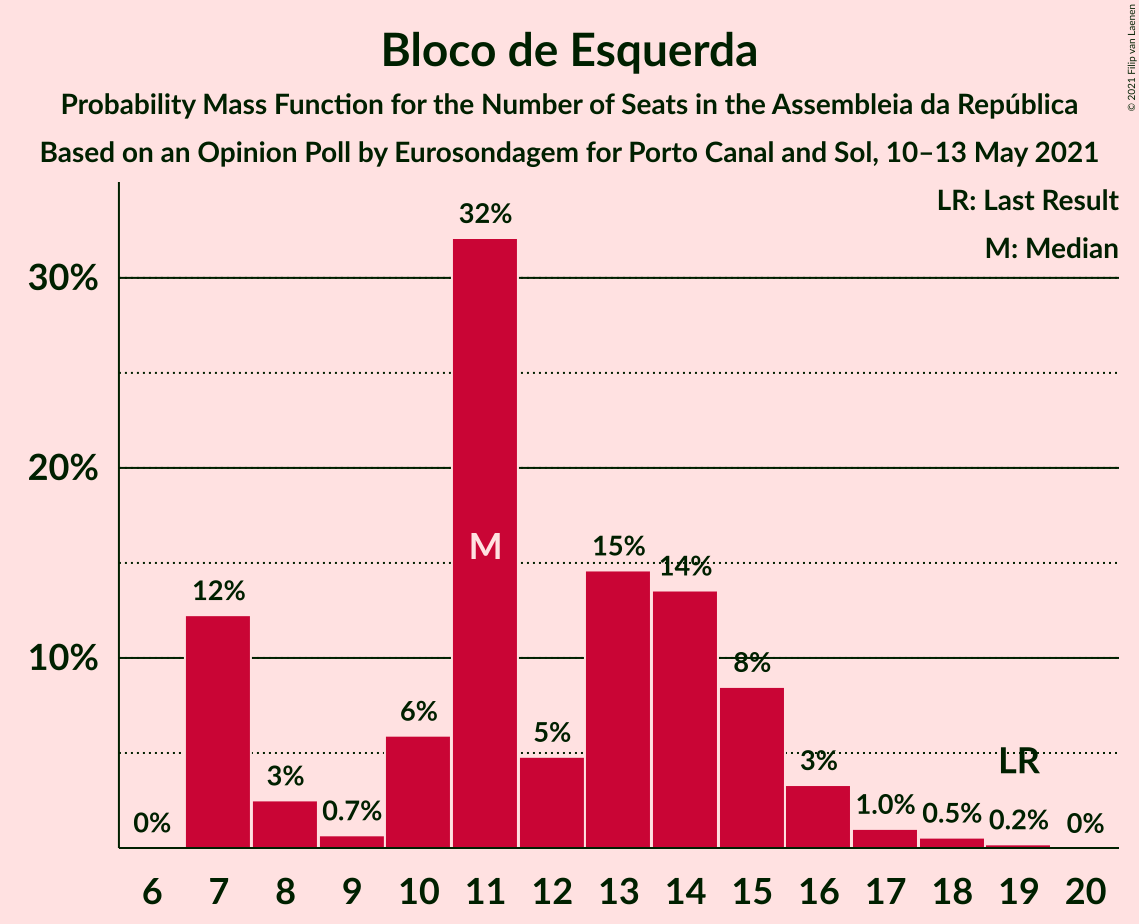 Bloco de Esquerda
Probability Mass Function for the Number of Seats in the Assembleia da República
Based on an Opinion Poll by Eurosondagem for Porto Canal and Sol, 10–13 May 2021
© 2021 Filip van Laenen
LR: Last Result
M: Median
30%
20%
10%
0%
12%
3%
0.7%
6%
32%
M
5%
15%
14%
8%
3%
1.0%
0.5%
LR
0.2%
0%
6 7 8 9 10 11 12 13 14 15 16 17 18 19 20